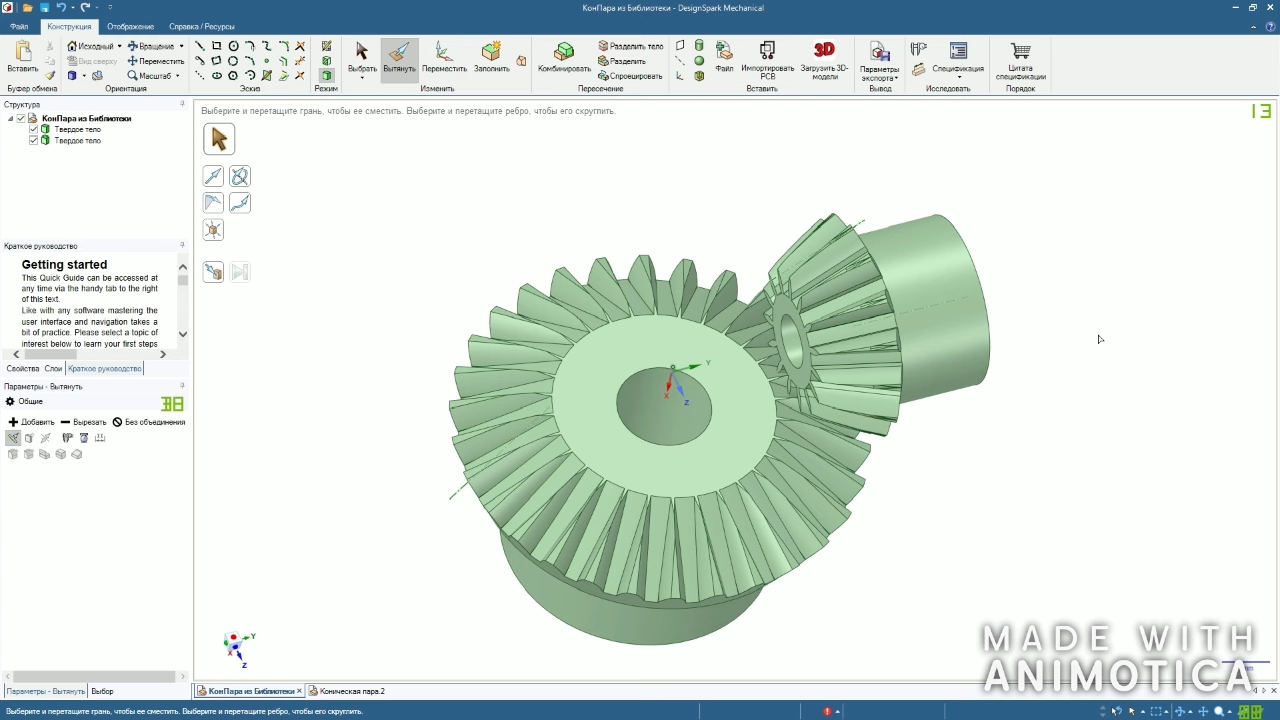 КонПара из Библиотеки - DesignSpark Mechanical
Файл Конструкция Отображение Справка / Ресурсы
Вставить
Буфер обмена
Исходный Вращение
Вид сверху Переместить
Масштаб
Ориентация
Эскиз
Режим
Выбрать Вытянуть Переместить Заполнить
Изменить
Комбинировать
Разделить тело
Разделить
Спроецировать
Пересечение
Файл
Импортировать PCB
3D
Загрузить 3D-модели
Вставить
Параметры экспорта
Вывод
Спецификация
Исследовать
Цитата спецификации
Порядок
Структура
КонПара из Библиотеки
Твердое тело
Твердое тело
Краткое руководство
Getting started
This Quick Guide can be accessed at
any time via the handy tab to the right
of this text.
Like with any software mastering the
user interface and navigation takes a
bit of practice. Please select a topic of
interest below to learn your first steps
Свойства Слои Краткое руководство
Параметры - Вытянуть
Общие
38
Добавить Вырезать Без объединения
Параметры - Вытянуть Выбор
Выберите и перетащите грань, чтобы ее сместить. Выберите и перетащите ребро, чтобы его скруглить.
13
Y
X
Z
Y
X
Z
MADE WITH
ANIMOTICA
КонПара из Библиотеки Коническая пара.2
Выберите и перетащите грань, чтобы ее сместить. Выберите и перетащите ребро, чтобы его скруглить.